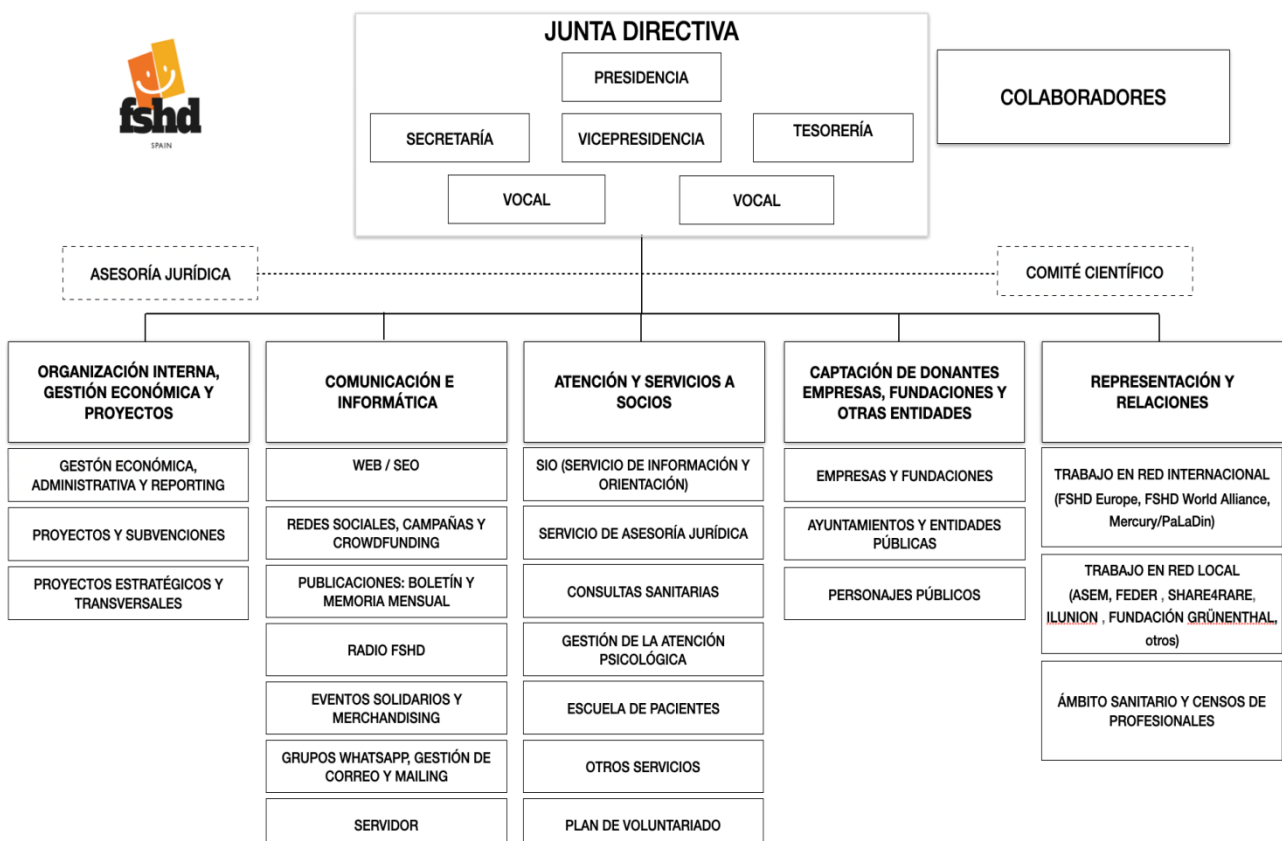 fshd
SPAIN
JUNTA DIRECTIVA
PRESIDENCIA
SECRETARÍA
VICEPRESIDENCIA
TESORERÍA
VOCAL
VOCAL
COLABORADORES
ASESORÍA JURÍDICA
COMITÉ CIENTÍFICO
ORGANIZACIÓN INTERNA,
GESTIÓN ECONÓMICA Y
PROYECTOS
GESTÓN ECONÓMICA,
ADMINISTRATIVA Y REPORTING
PROYECTOS Y SUBVENCIONES
PROYECTOS ESTRATÉGICOS Y
TRANSVERSALES
COMUNICACIÓN E
INFORMÁTICA
WEB / SEO
REDES SOCIALES, CAMPAÑAS Y
CROWDFUNDING
PUBLICACIONES: BOLETÍN Y
MEMORIA MENSUAL
RADIO FSHD
EVENTOS SOLIDARIOS Y
MERCHANDISING
GRUPOS WHATSAPP, GESTIÓN DE
CORREO Y MAILING
SERVIDOR
ATENCIÓN Y SERVICIOS A
SOCIOS
SIO (SERVICIO DE INFORMACIÓN Y
ORIENTACIÓN)
SERVICIO DE ASESORÍA JURÍDICA
CONSULTAS SANITARIAS
GESTIÓN DE LA ATENCIÓN
PSICOLÓGICA
ESCUELA DE PACIENTES
OTROS SERVICIOS
PLAN DE VOLUNTARIADO
CAPTACIÓN DE DONANTES
EMPRESAS, FUNDACIONES Y
OTRAS ENTIDADES
EMPRESAS Y FUNDACIONES
AYUNTAMIENTOS Y ENTIDADES
PÚBLICAS
PERSONAJES PÚBLICOS
REPRESENTACIÓN Y
RELACIONES
TRABAJO EN RED INTERNACIONAL
(FSHD Europe, FSHD World Alliance,
Mercury/PaLaDin)
TRABAJO EN RED LOCAL
(ASEM, FEDER , SHARE4RARE,
ILUNION , FUNDACIÓN GRÜNENTHAL,
otros)
ÁMBITO SANITARIO Y CENSOS DE
PROFESIONALES